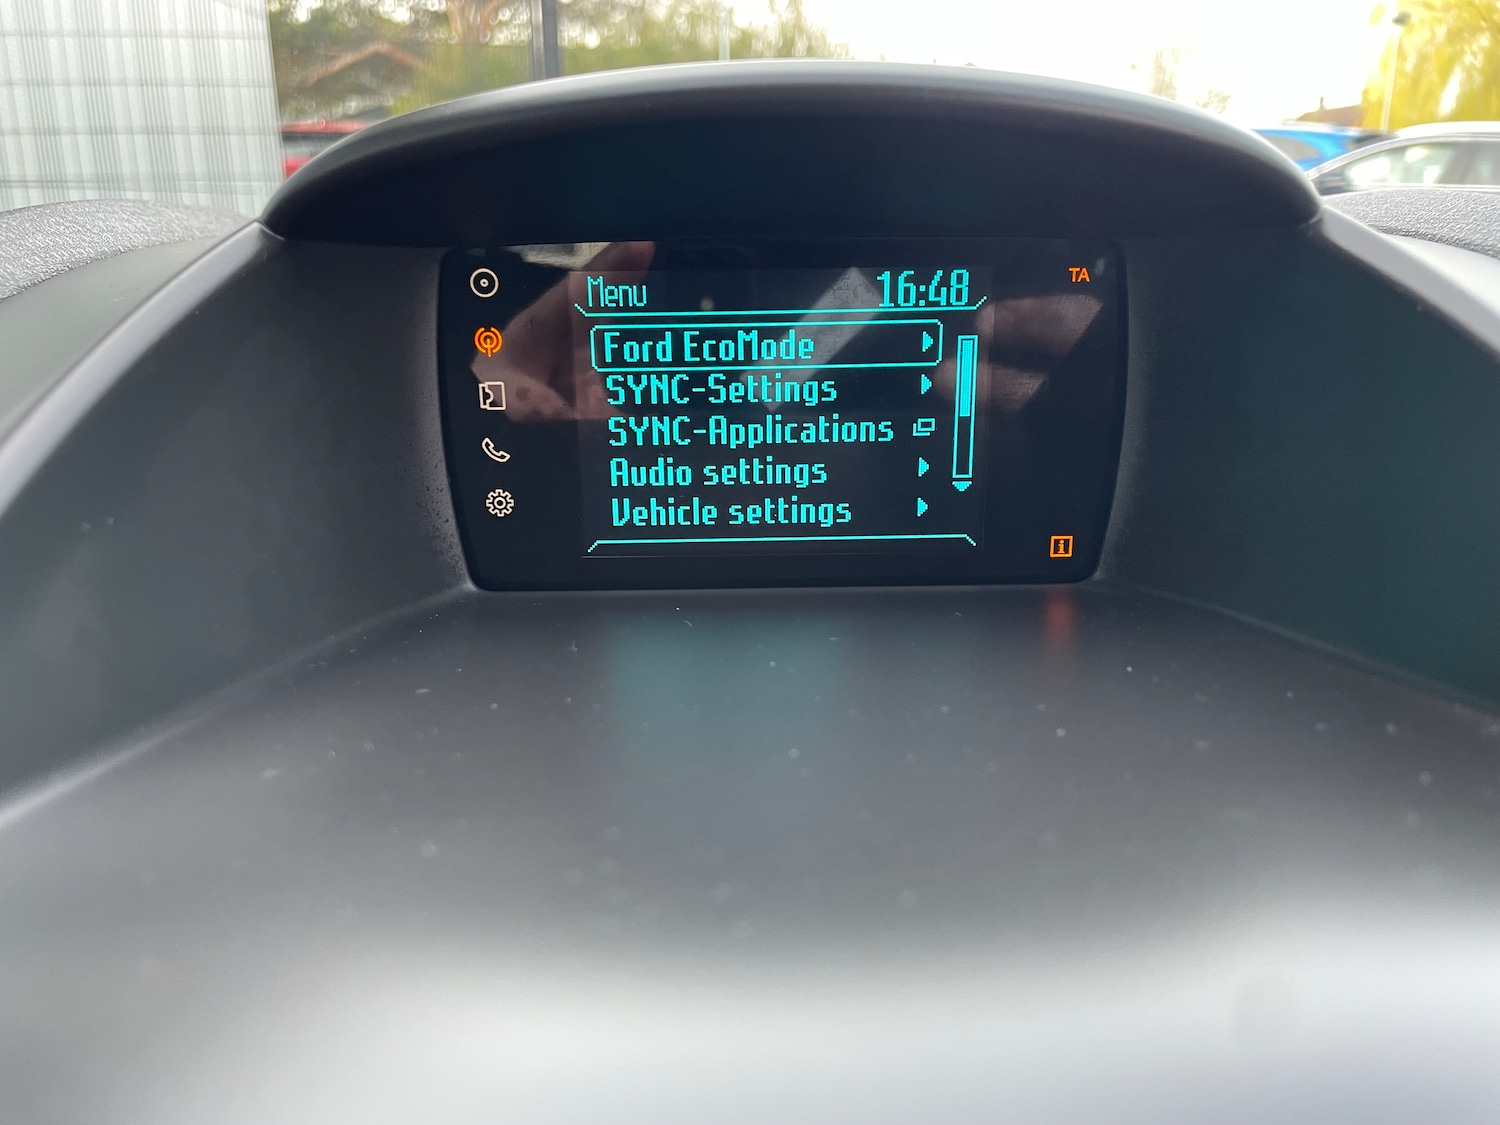 Menu 16:48 TA
Ford EcoMode
SYNC-Settings
SYNC-Applications
Audio settings
Vehicle settings
i